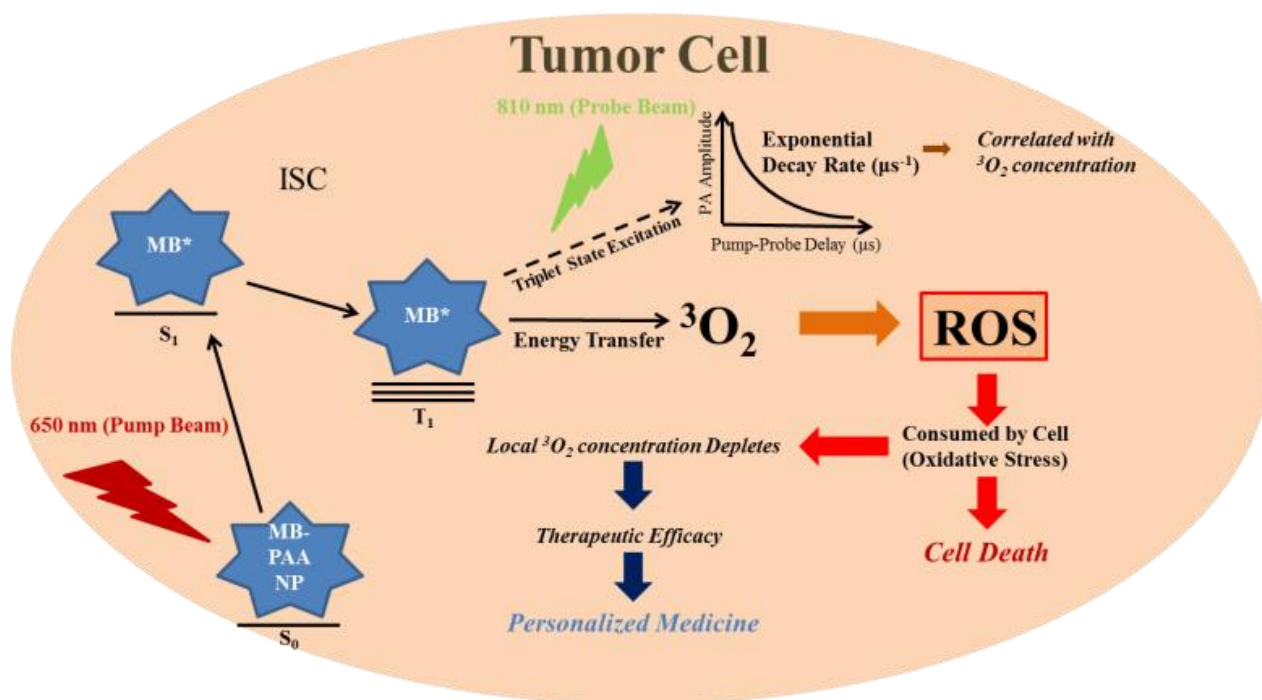 Tumor Cell
810 nm (Probe Beam)
PA Amplitude
Exponential
Decay Rate (µs⁻¹)
Correlated with
³O₂ concentration
Pump-Probe Delay (µs)
ISC
MB*
S₁
MB*
T₁
Triplet State Excitation
Energy Transfer
³O₂
ROS
650 nm (Pump Beam)
MB-
PAA
NP
S₀
Consumed by Cell
(Oxidative Stress)
Local ³O₂ concentration Depletes
Therapeutic Efficacy
Cell Death
Personalized Medicine